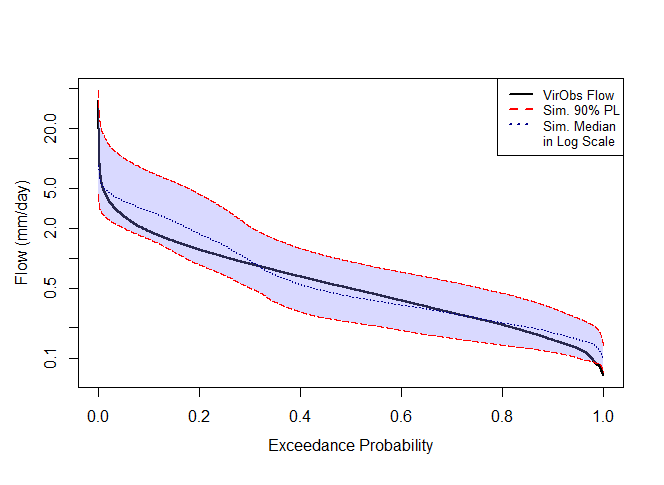 VirObs Flow
Sim. 90% PL
Sim. Median
in Log Scale
Flow (mm/day)
20.0
5.0
2.0
0.5
0.1
0.0 0.2 0.4 0.6 0.8 1.0
Exceedance Probability